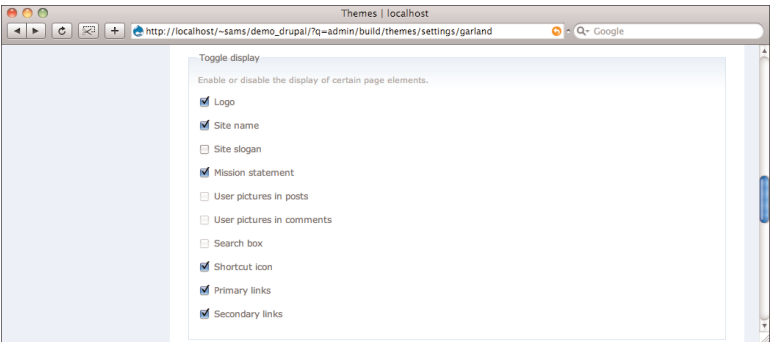 Themes | localhost
http://localhost/~sams/demo_drupal/?q=admin/build/themes/settings/garland
Google
Toggle display
Enable or disable the display of certain page elements.
Logo
Site name
Site slogan
Mission statement
User pictures in posts
User pictures in comments
Search box
Shortcut icon
Primary links
Secondary links